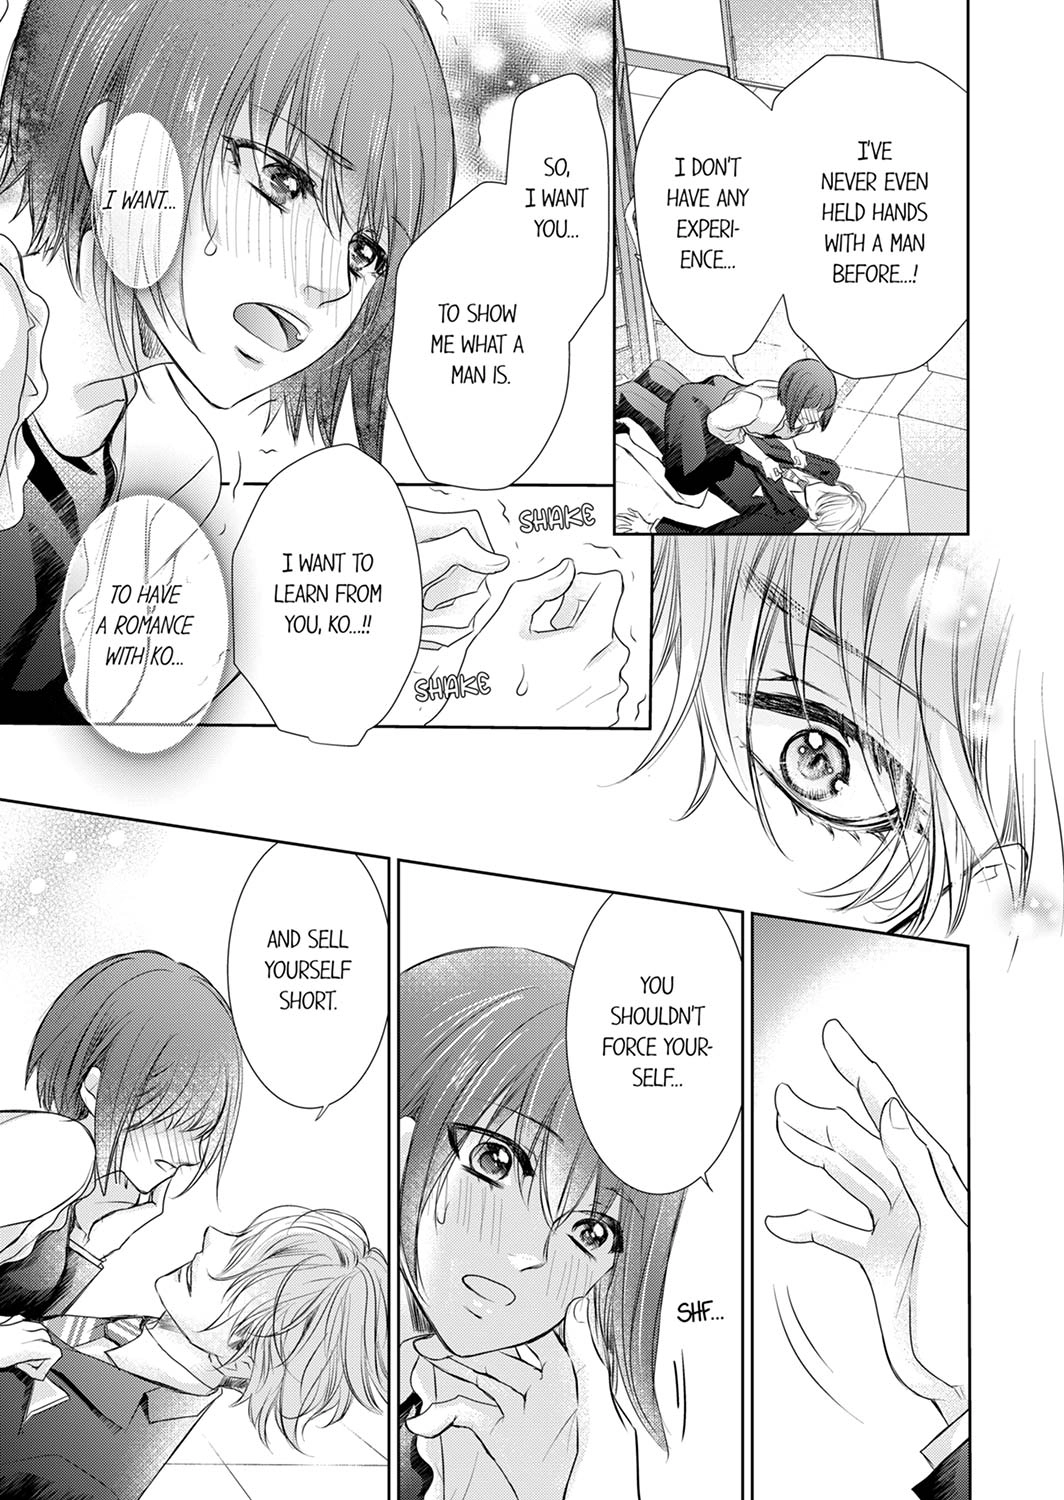 I'VE
NEVER EVEN
HELD HANDS
WITH A MAN
BEFORE...!
I DON'T
HAVE ANY
EXPERI-
ENCE...
SO,
I WANT
YOU...
TO SHOW
ME WHAT A
MAN IS.
I WANT...
SHAKE
SHAKE
I WANT TO
LEARN FROM
YOU, KO...!!
TO HAVE
A ROMANCE
WITH KO...
YOU
SHOULDN'T
FORCE YOUR-
SELF...
SHF...
AND SELL
YOURSELF
SHORT.